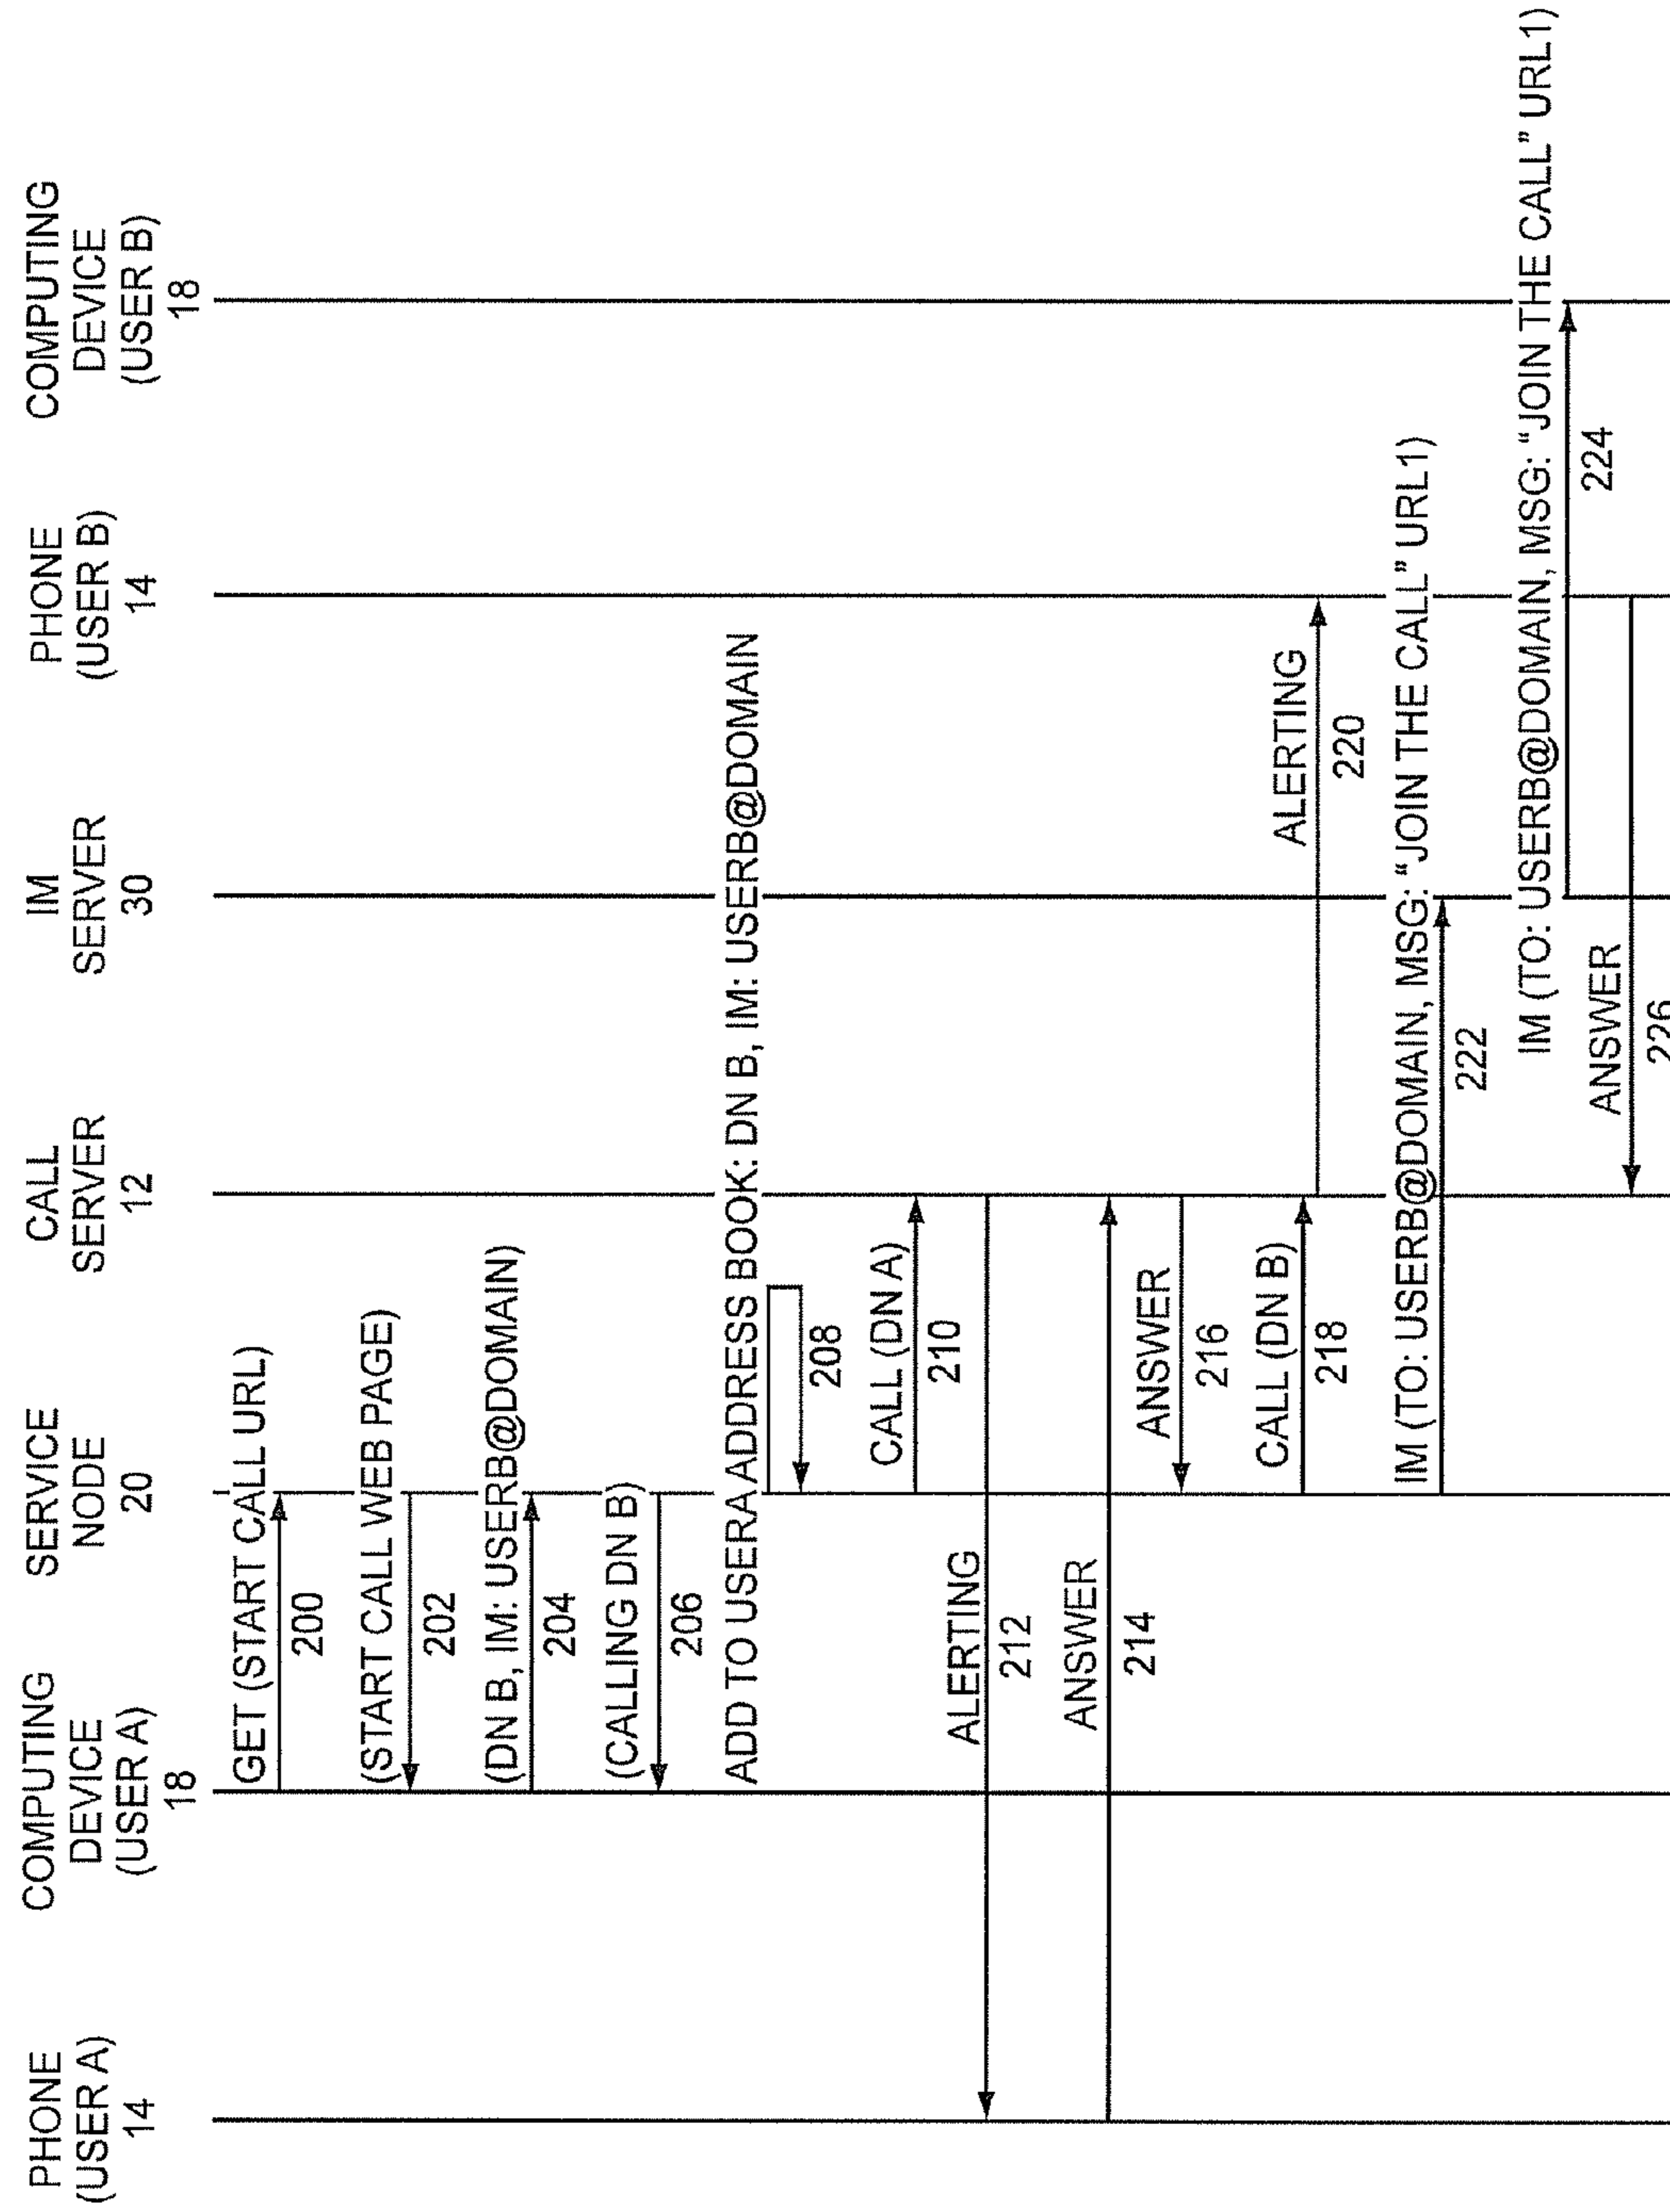 PHONE
(USER A)
14
COMPUTING
DEVICE
(USER A)
18
SERVICE
NODE
20
CALL
SERVER
12
IM
SERVER
30
PHONE
(USER B)
14
COMPUTING
DEVICE
(USER B)
18
GET (START CALL URL)
200
(START CALL WEB PAGE)
202
(DN B, IM: USERB@DOMAIN)
204
(CALLING DN B)
206
ADD TO USERA ADDRESS BOOK: DN B, IM: USERB@DOMAIN
208
CALL (DN A)
210
ALERTING
212
ANSWER
214
ANSWER
216
CALL (DN B)
218
ALERTING
220
IM (TO: USERB@DOMAIN, MSG: "JOIN THE CALL" URL1)
222
IM (TO: USERB@DOMAIN, MSG: "JOIN THE CALL" URL1)
224
ANSWER
226